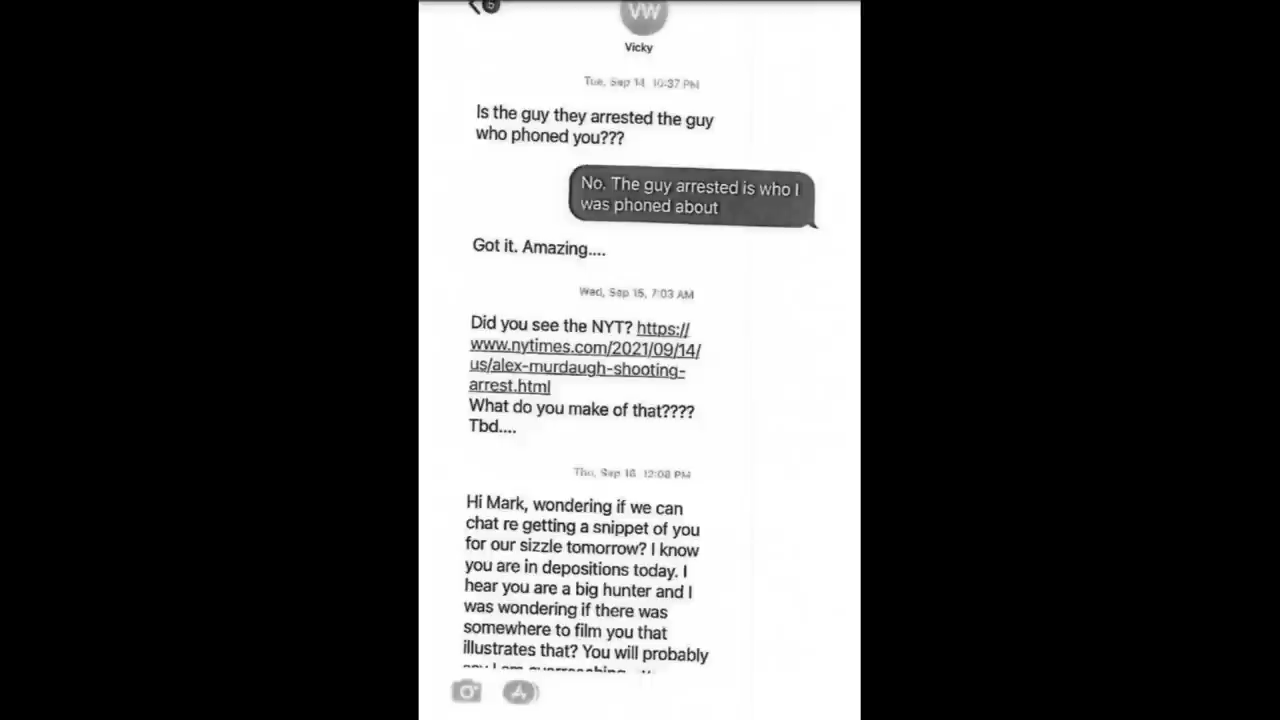 5
VW
Vicky
Tue, Sep 14 10:37 PM
Is the guy they arrested the guy
who phoned you???
No. The guy arrested is who I
was phoned about
Got it. Amazing....
Wed, Sep 15, 7:03 AM
Did you see the NYT? https://
www.nytimes.com/2021/09/14/
us/alex-murdaugh-shooting-
arrest.html
What do you make of that????
Tbd....
Thu, Sep 16 12:08 PM
Hi Mark, wondering if we can
chat re getting a snippet of you
for our sizzle tomorrow? I know
you are in depositions today. I
hear you are a big hunter and I
was wondering if there was
somewhere to film you that
illustrates that? You will probably
say I am overreaching